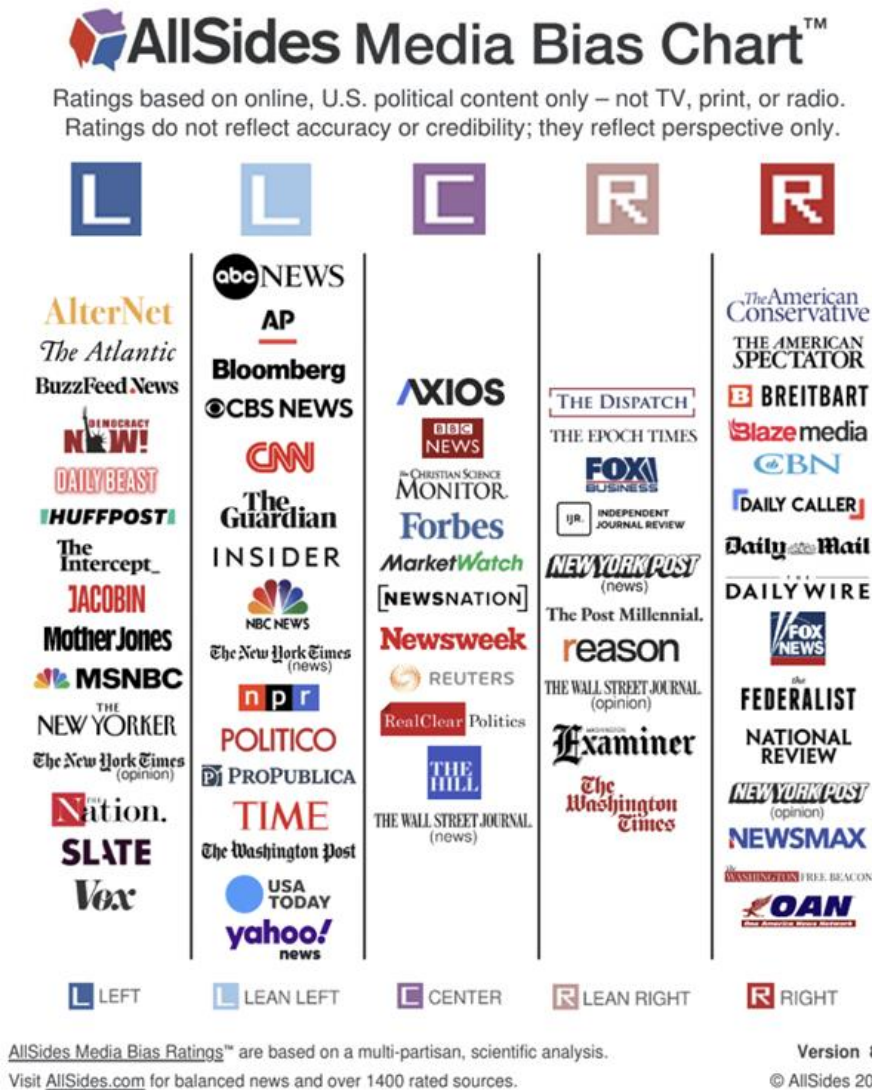 AllSides Media Bias Chart™
Ratings based on online, U.S. political content only – not TV, print, or radio.
Ratings do not reflect accuracy or credibility; they reflect perspective only.
L
L
C
R
R
AlterNet
The Atlantic
BuzzFeed News
DEMOCRACY
NOW!
DAILY BEAST
HUFFPOST
The
Intercept_
JACOBIN
Mother Jones
MSNBC
THE
NEW YORKER
The New York Times
(opinion)
THE
Nation.
SLATE
Vox
abc NEWS
AP
Bloomberg
CBS NEWS
CNN
The
Guardian
INSIDER
NBC NEWS
The New York Times
(news)
npr
POLITICO
PROPUBLICA
TIME
The Washington Post
USA
TODAY
yahoo!
news
AXIOS
BBC
NEWS
The CHRISTIAN SCIENCE
MONITOR
Forbes
MarketWatch
[NEWSNATION]
Newsweek
REUTERS
RealClear Politics
THE
HILL
THE WALL STREET JOURNAL.
(news)
THE DISPATCH
THE EPOCH TIMES
FOX
BUSINESS
IJR. INDEPENDENT
JOURNAL REVIEW
NEW YORK POST
(news)
The Post Millennial.
reason
THE WALL STREET JOURNAL.
(opinion)
WASHINGTON
Examiner
The
Washington
Times
The American
Conservative
THE AMERICAN
SPECTATOR
B BREITBART
Blaze media
CBN
DAILY CALLER
Daily Mail
THE
DAILY WIRE
FOX
NEWS
the
FEDERALIST
NATIONAL
REVIEW
NEW YORK POST
(opinion)
NEWSMAX
The
WASHINGTON FREE BEACON
OAN
One America News Network
L LEFT
L LEAN LEFT
C CENTER
R LEAN RIGHT
R RIGHT
AllSides Media Bias Ratings™ are based on a multi-partisan, scientific analysis.
Version 8
Visit AllSides.com for balanced news and over 1400 rated sources.
© AllSides 20